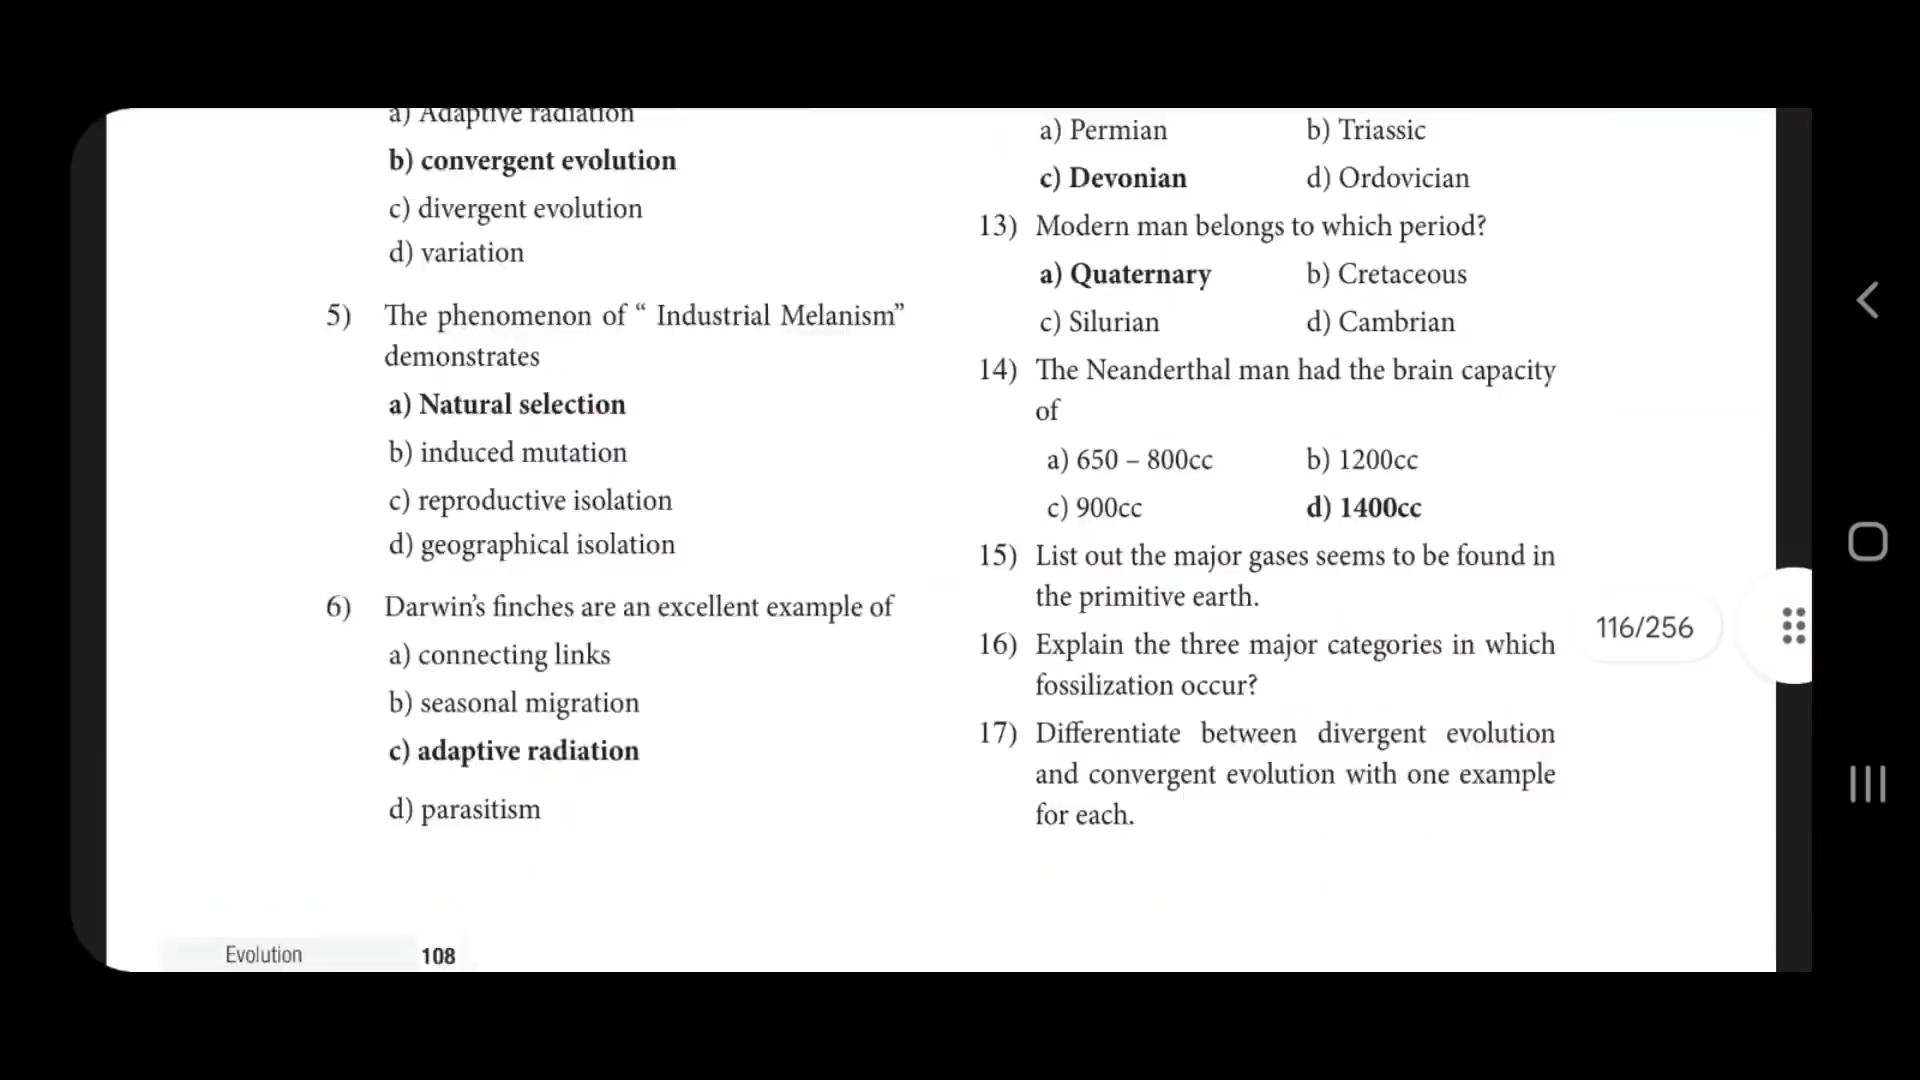 a) Adaptive radiation
b) convergent evolution
c) divergent evolution
d) variation
5) The phenomenon of “ Industrial Melanism”
demonstrates
a) Natural selection
b) induced mutation
c) reproductive isolation
d) geographical isolation
6) Darwin’s finches are an excellent example of
a) connecting links
b) seasonal migration
c) adaptive radiation
d) parasitism
a) Permian b) Triassic
c) Devonian d) Ordovician
13) Modern man belongs to which period?
a) Quaternary b) Cretaceous
c) Silurian d) Cambrian
14) The Neanderthal man had the brain capacity
of
a) 650 – 800cc b) 1200cc
c) 900cc d) 1400cc
15) List out the major gases seems to be found in
the primitive earth.
16) Explain the three major categories in which
fossilization occur?
17) Differentiate between divergent evolution
and convergent evolution with one example
for each.
116/256
Evolution 108